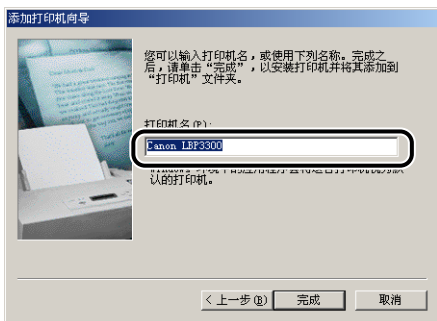 添加打印机向导
您可以输入打印机名，或使用下列名称。完成之
后，请单击“完成”，以安装打印机并将其添加到
“打印机”文件夹。
打印机名(P):
Canon LBP3300
认的打印机。
< 上一步(B)
完成
取消